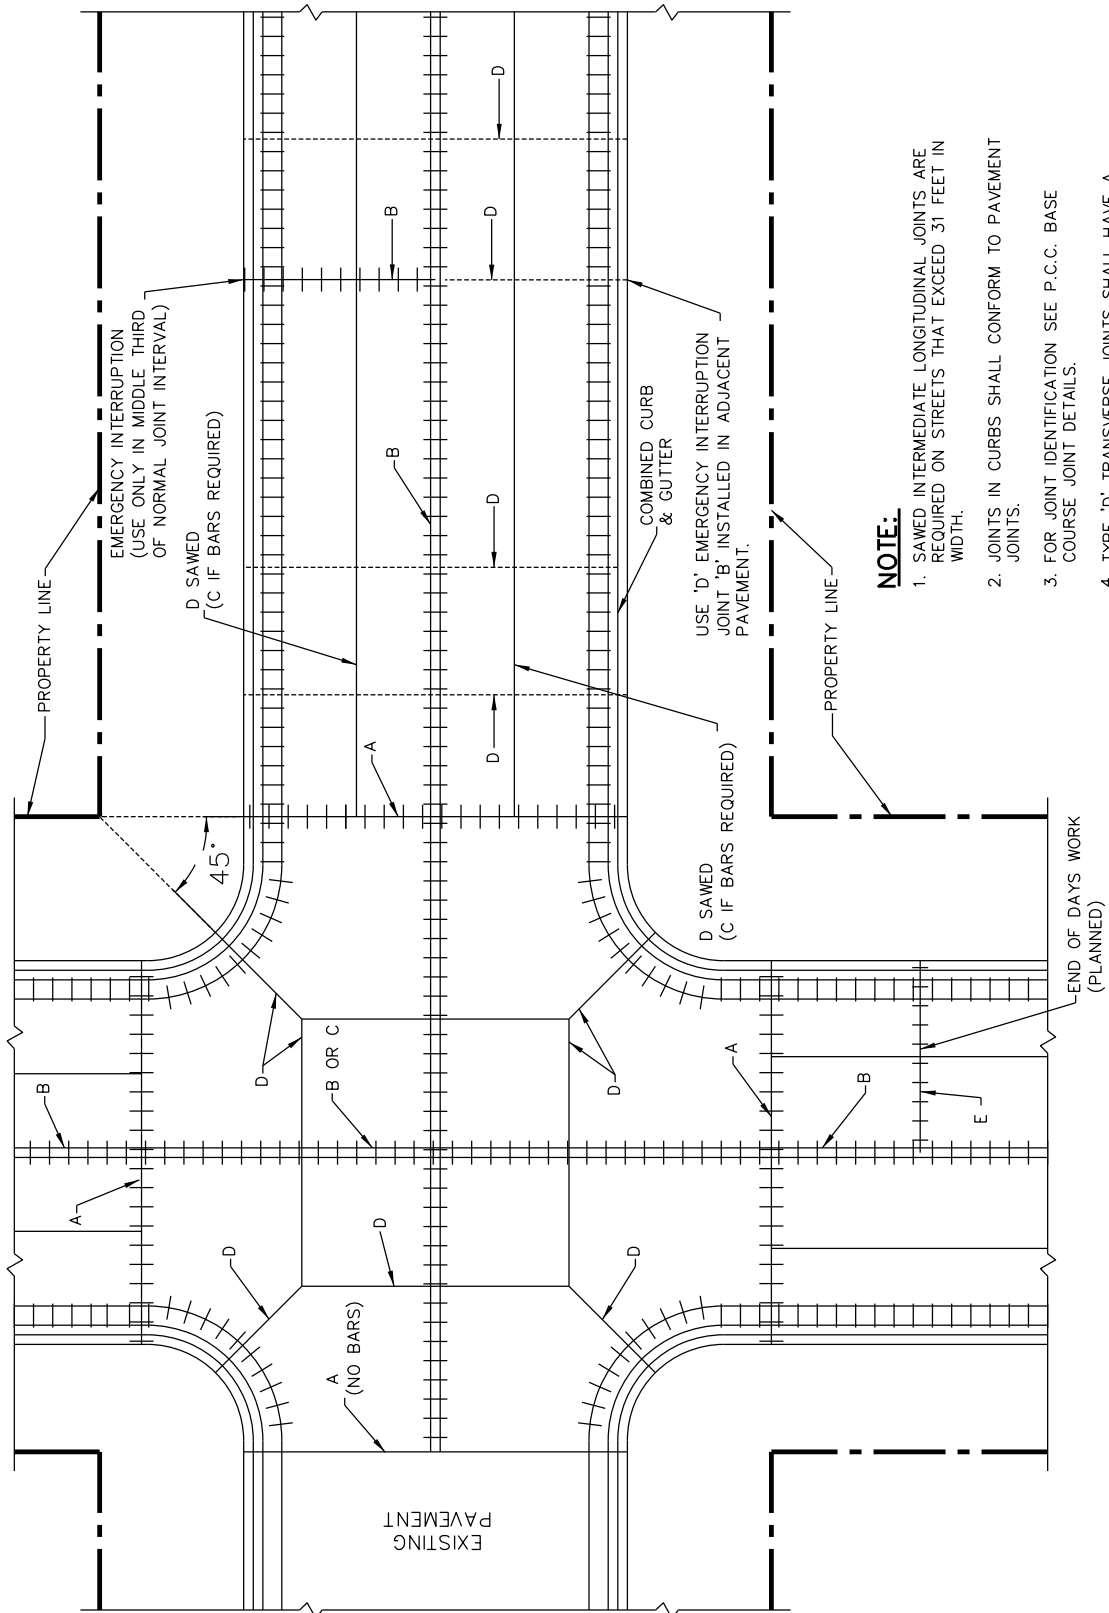 PROPERTY LINE
EMERGENCY INTERRUPTION
(USE ONLY IN MIDDLE THIRD
OF NORMAL JOINT INTERVAL)
D SAWED
(C IF BARS REQUIRED)
45°
A
B
B
D
D
D
D
COMBINED CURB
& GUTTER
USE 'D' EMERGENCY INTERRUPTION
JOINT 'B' INSTALLED IN ADJACENT
PAVEMENT.
D SAWED
(C IF BARS REQUIRED)
PROPERTY LINE
B
A
D
B OR C
D
D
D
D
A
B
E
END OF DAYS WORK
(PLANNED)
A
(NO BARS)
EXISTING
PAVEMENT
NOTE:
1. SAWED INTERMEDIATE LONGITUDINAL JOINTS ARE
REQUIRED ON STREETS THAT EXCEED 31 FEET IN
WIDTH.
2. JOINTS IN CURBS SHALL CONFORM TO PAVEMENT
JOINTS.
3. FOR JOINT IDENTIFICATION SEE P.C.C. BASE
COURSE JOINT DETAILS.
4. TYPE 'D' TRANSVERSE JOINTS SHALL HAVE A